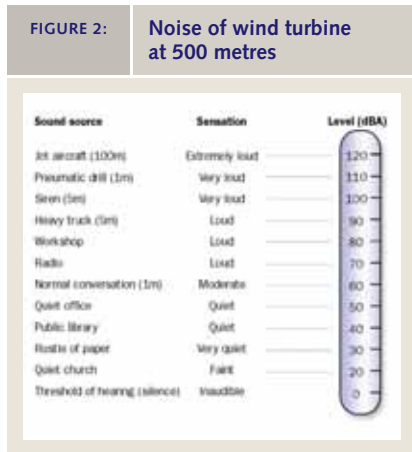 FIGURE 2: Noise of wind turbine
at 500 metres
Sound source Sensation Level (dBA)
Jet aircraft (100m) Extremely loud 120
Pneumatic drill (1m) Very loud 110
Siren (5m) Very loud 100
Heavy truck (5m) Loud 90
Workshop Loud 80
Radio Loud 70
Normal conversation (1m) Moderate 60
Quiet office Quiet 50
Public library Quiet 40
Rustle of paper Very quiet 30
Quiet church Faint 20
Threshold of hearing (silence) Inaudible 0